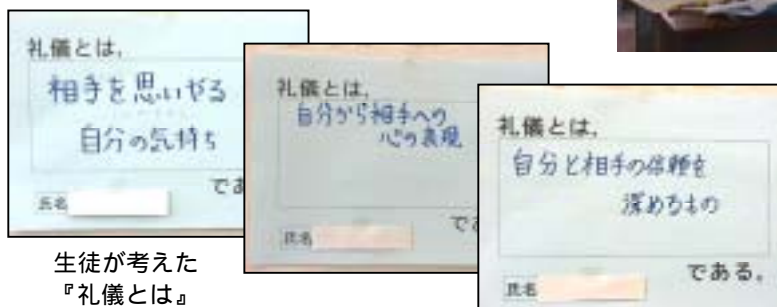 礼儀とは,
相手を思いやる
自分の気持ち
であ
氏名
礼儀とは,
自分から相手への
心の表現
で
氏名
礼儀とは,
自分と相手の信頼を
深めるもの
である。
氏名
生徒が考えた
『礼儀とは』